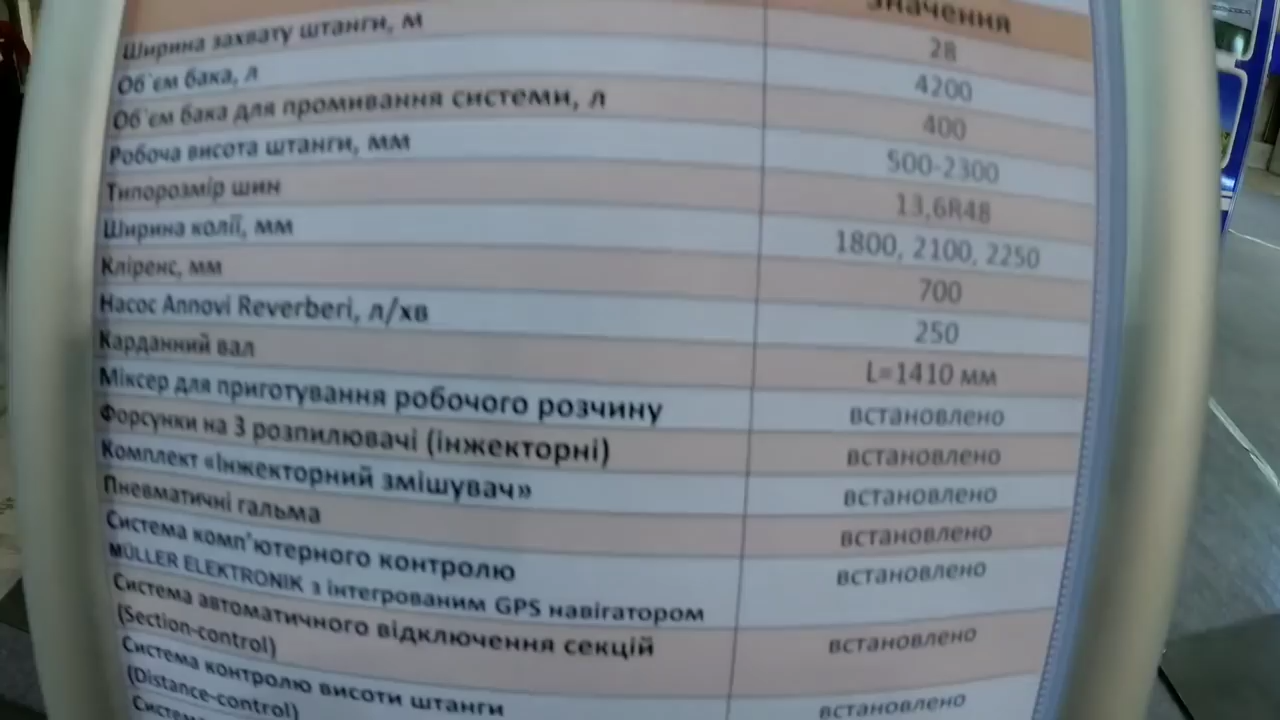 значення
Ширина захвату штанги, м 28
Об`єм бака, л 4200
Об`єм бака для промивання системи, л 400
Робоча висота штанги, мм 500-2300
Типорозмір шин 13,6R48
Ширина колії, мм 1800, 2100, 2250
Кліренс, мм 700
Насос Annovi Reverberi, л/хв 250
Карданний вал L=1410 мм
Міксер для приготування робочого розчину встановлено
Форсунки на 3 розпилювачі (інжекторні) встановлено
Комплект «Інжекторний змішувач» встановлено
Пневматичні гальма встановлено
Система комп’ютерного контролю встановлено
MÜLLER ELEKTRONIK з інтегрованим GPS навігатором
Система автоматичного відключення секцій встановлено
(Section-control)
Система контролю висоти штанги встановлено
(Distance-control)
Система